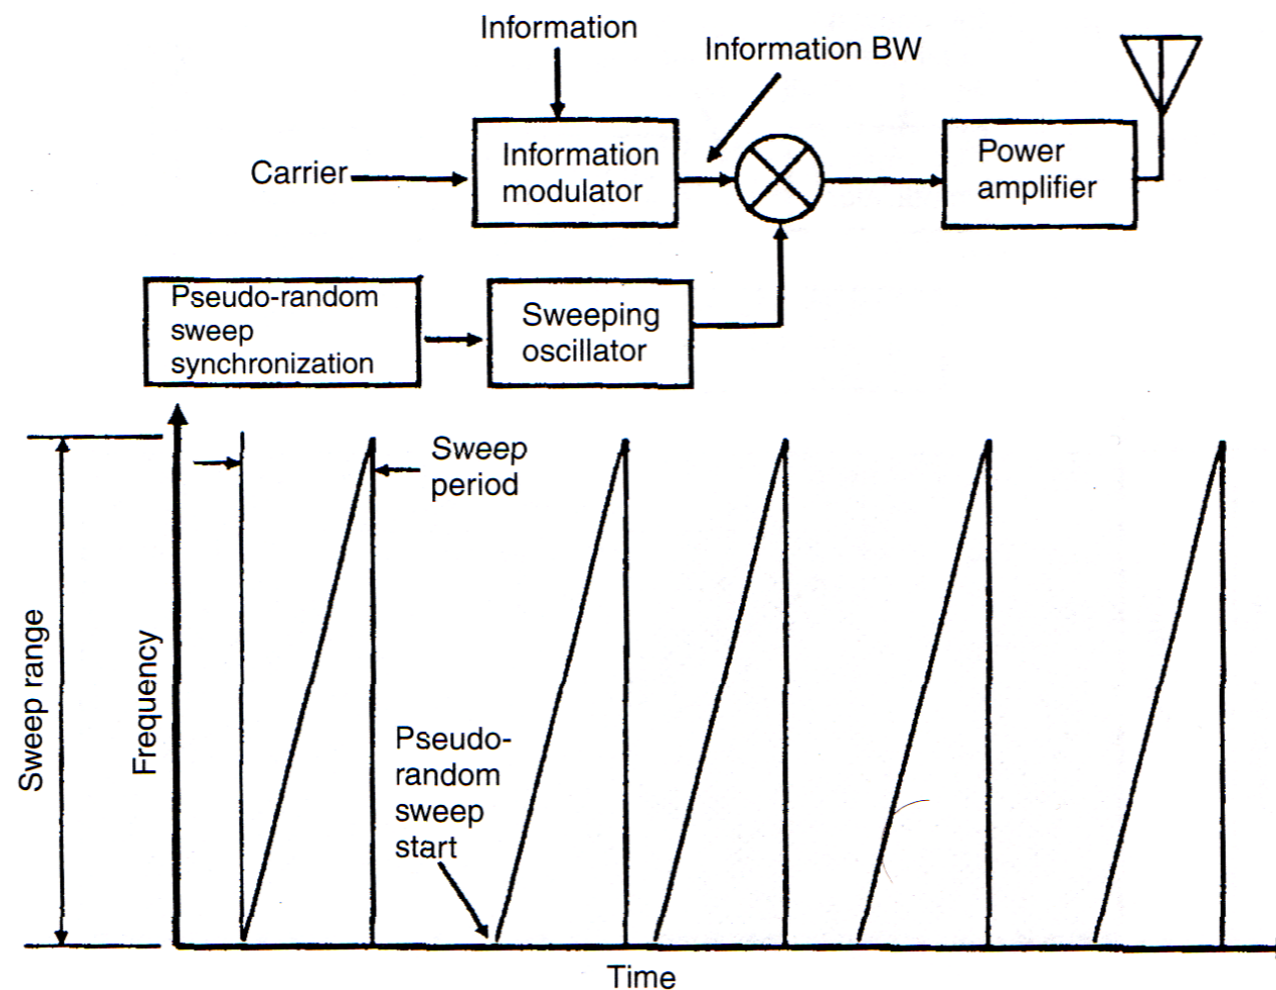 Information
Information BW
Carrier
Information
modulator
Power
amplifier
Pseudo-random
sweep
synchronization
Sweeping
oscillator
Sweep
period
Sweep range
Frequency
Pseudo-
random
sweep
start
Time